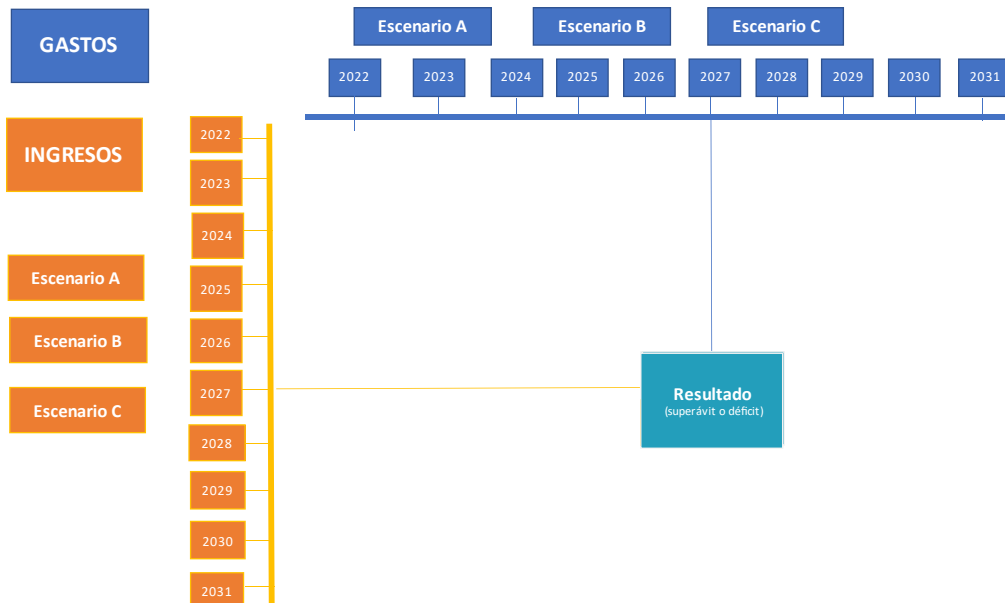 GASTOS
Escenario A
Escenario B
Escenario C
2022
2023
2024
2025
2026
2027
2028
2029
2030
2031
INGRESOS
Escenario A
Escenario B
Escenario C
2022
2023
2024
2025
2026
2027
2028
2029
2030
2031
Resultado
(superávit o déficit)